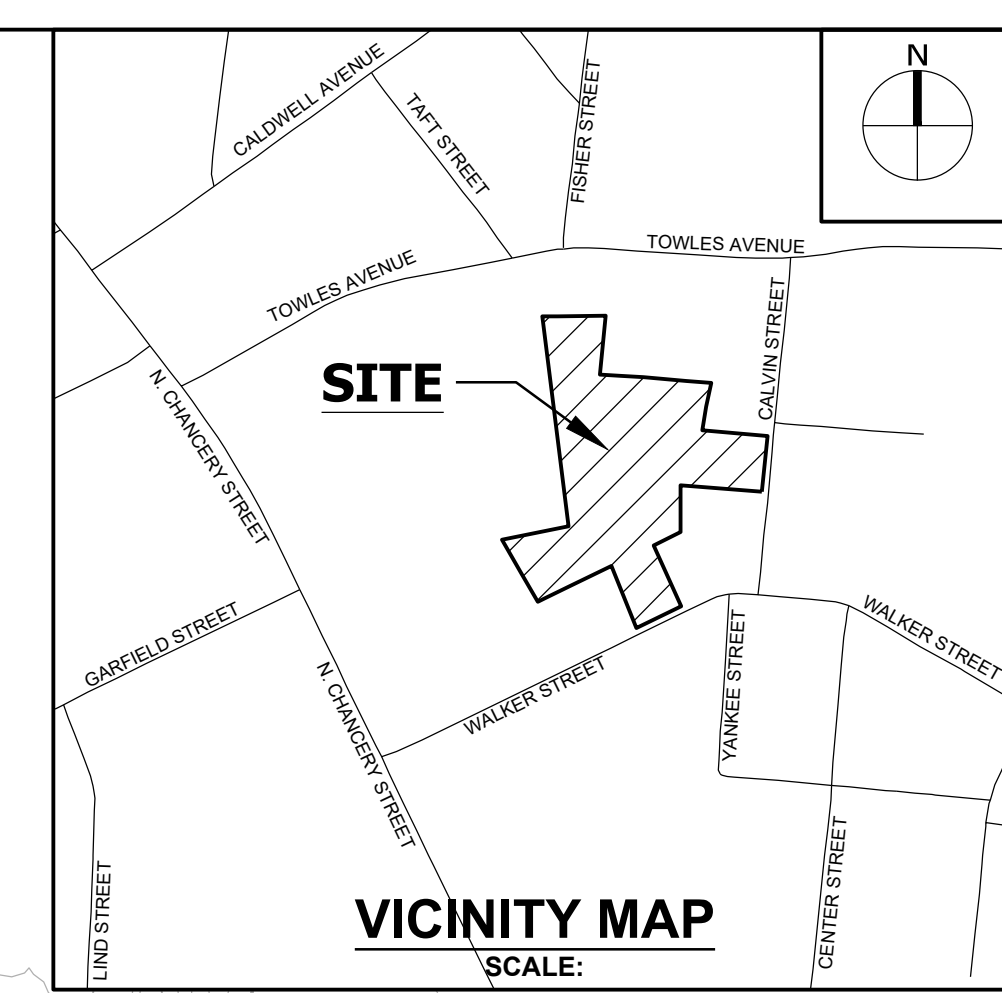 N
CALDWELL AVENUE
TAFT STREET
FISHER STREET
TOWLES AVENUE
TOWLES AVENUE
CALVIN STREET
SITE
N. CHANCERY STREET
GARFIELD STREET
N. CHANCERY STREET
WALKER STREET
WALKER STREET
YANKEE STREET
LIND STREET
CENTER STREET
VICINITY MAP
SCALE: